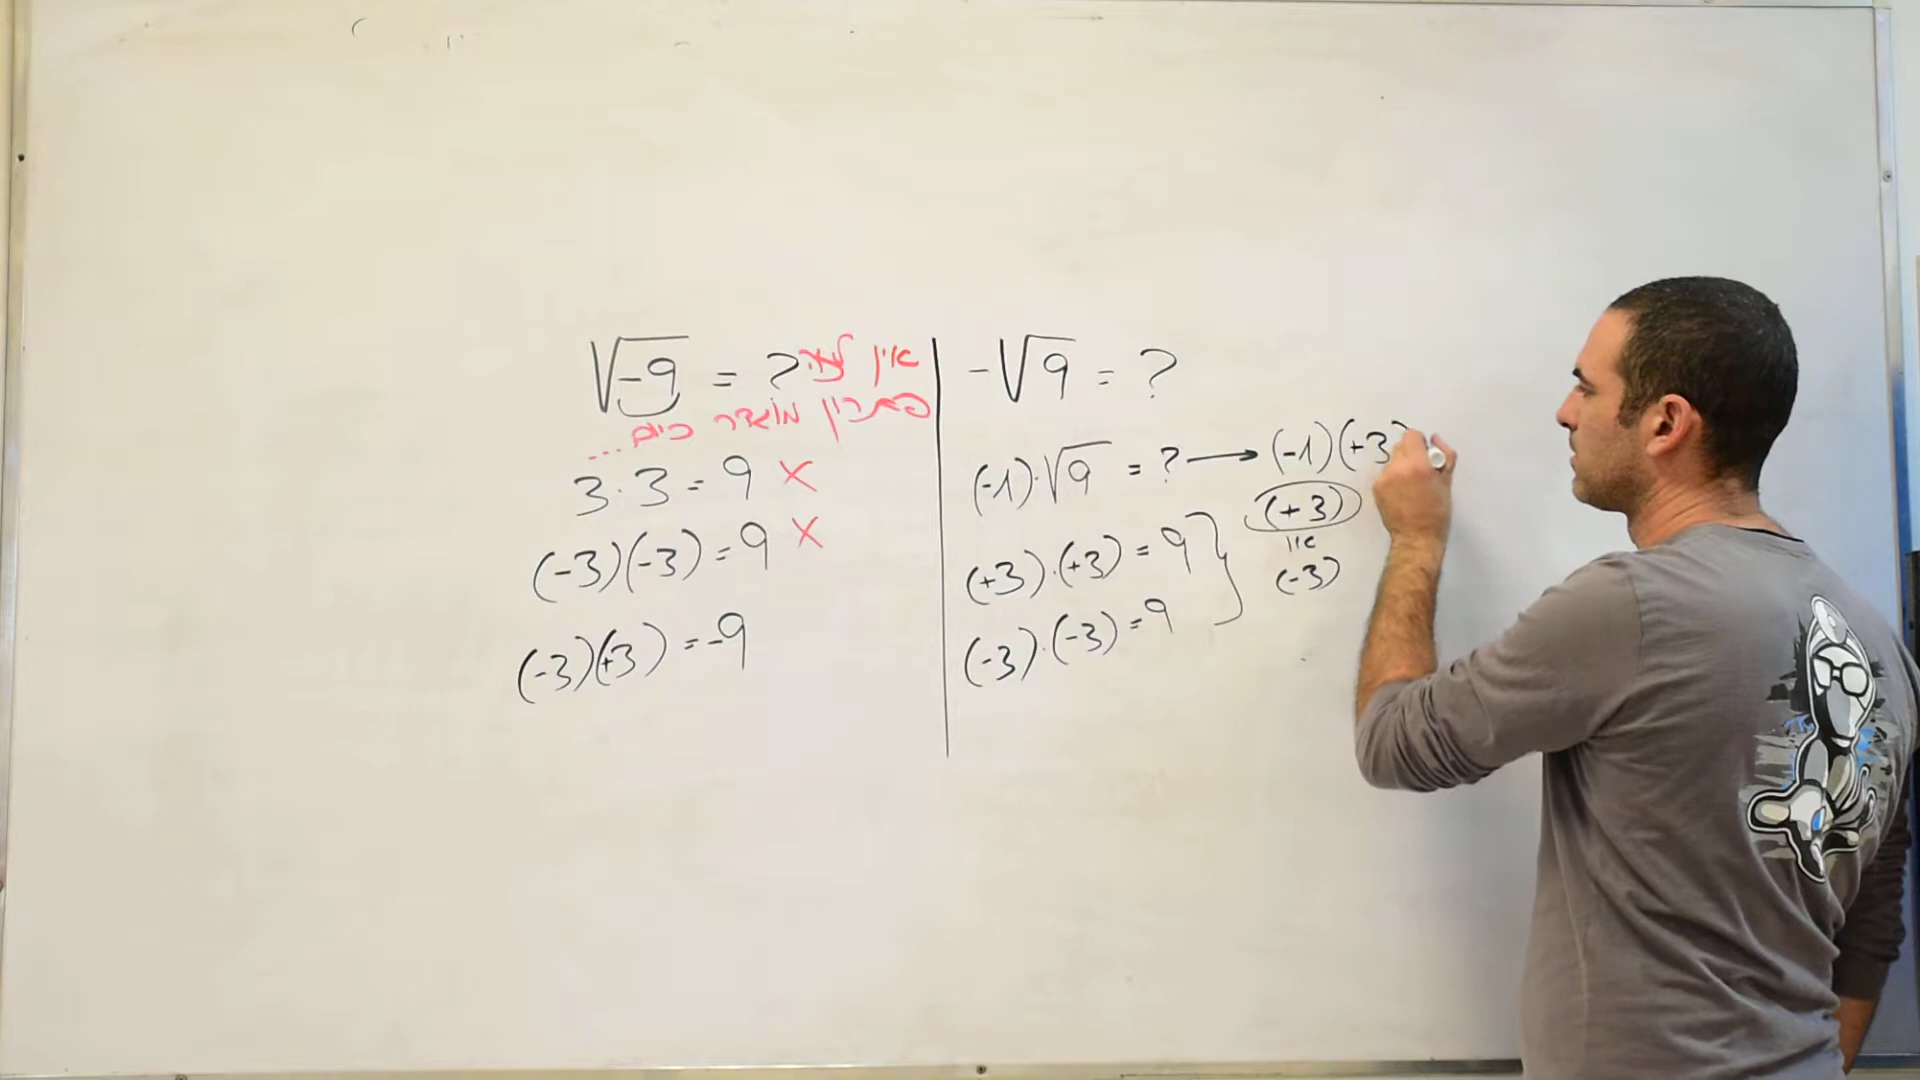 √-9 = ? אין לנו
פתרון מוגדר כיום...
3·3=9 X
(-3)(-3)=9 X
(-3)(+3)=-9
-√9 = ?
(-1)·√9 = ? → (-1)(+3)
(+3)
או
(-3)
(+3)·(+3)=9
(-3)·(-3)=9